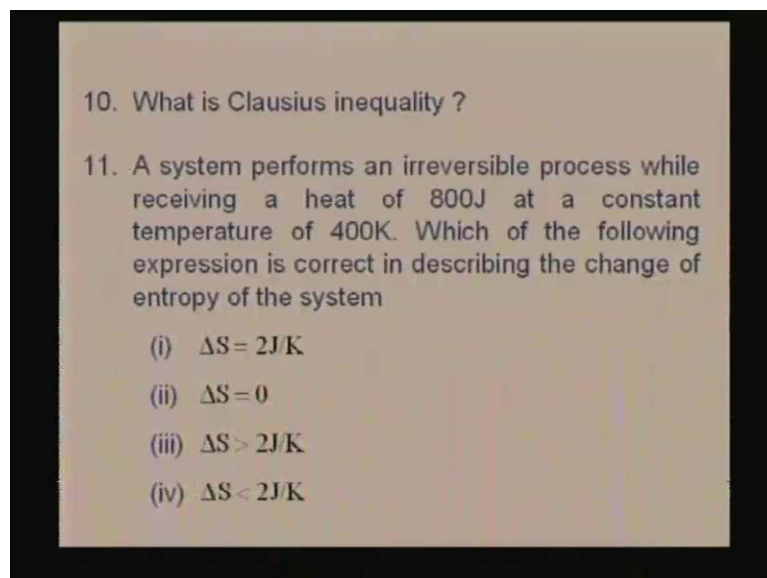 10. What is Clausius inequality ?
11. A system performs an irreversible process while
receiving a heat of 800J at a constant
temperature of 400K. Which of the following
expression is correct in describing the change of
entropy of the system
(i) ΔS = 2J/K
(ii) ΔS = 0
(iii) ΔS > 2J/K
(iv) ΔS < 2J/K